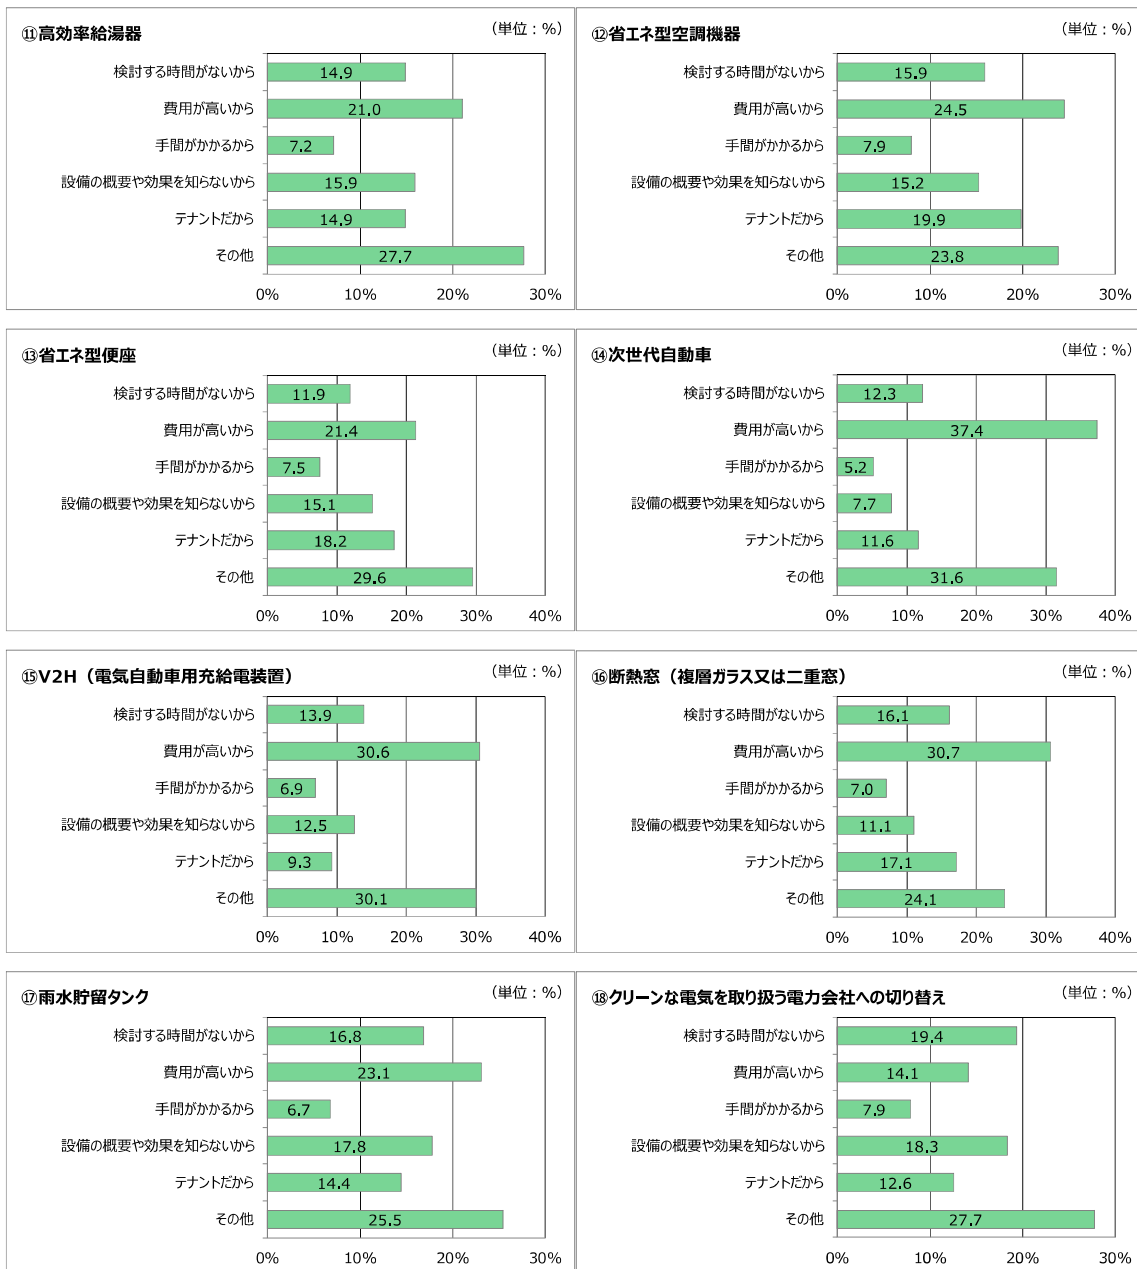 ⑪高効率給湯器 (単位：%)
検討する時間がないから 14.9
費用が高いから 21.0
手間がかかるから 7.2
設備の概要や効果を知らないから 15.9
テナントだから 14.9
その他 27.7
0% 10% 20% 30%
⑫省エネ型空調機器 (単位：%)
検討する時間がないから 15.9
費用が高いから 24.5
手間がかかるから 7.9
設備の概要や効果を知らないから 15.2
テナントだから 19.9
その他 23.8
0% 10% 20% 30%
⑬省エネ型便座 (単位：%)
検討する時間がないから 11.9
費用が高いから 21.4
手間がかかるから 7.5
設備の概要や効果を知らないから 15.1
テナントだから 18.2
その他 29.6
0% 10% 20% 30% 40%
⑭次世代自動車 (単位：%)
検討する時間がないから 12.3
費用が高いから 37.4
手間がかかるから 5.2
設備の概要や効果を知らないから 7.7
テナントだから 11.6
その他 31.6
0% 10% 20% 30% 40%
⑮V2H（電気自動車用充給電装置） (単位：%)
検討する時間がないから 13.9
費用が高いから 30.6
手間がかかるから 6.9
設備の概要や効果を知らないから 12.5
テナントだから 9.3
その他 30.1
0% 10% 20% 30% 40%
⑯断熱窓（複層ガラス又は二重窓） (単位：%)
検討する時間がないから 16.1
費用が高いから 30.7
手間がかかるから 7.0
設備の概要や効果を知らないから 11.1
テナントだから 17.1
その他 24.1
0% 10% 20% 30% 40%
⑰雨水貯留タンク (単位：%)
検討する時間がないから 16.8
費用が高いから 23.1
手間がかかるから 6.7
設備の概要や効果を知らないから 17.8
テナントだから 14.4
その他 25.5
0% 10% 20% 30%
⑱クリーンな電気を取り扱う電力会社への切り替え (単位：%)
検討する時間がないから 19.4
費用が高いから 14.1
手間がかかるから 7.9
設備の概要や効果を知らないから 18.3
テナントだから 12.6
その他 27.7
0% 10% 20% 30%